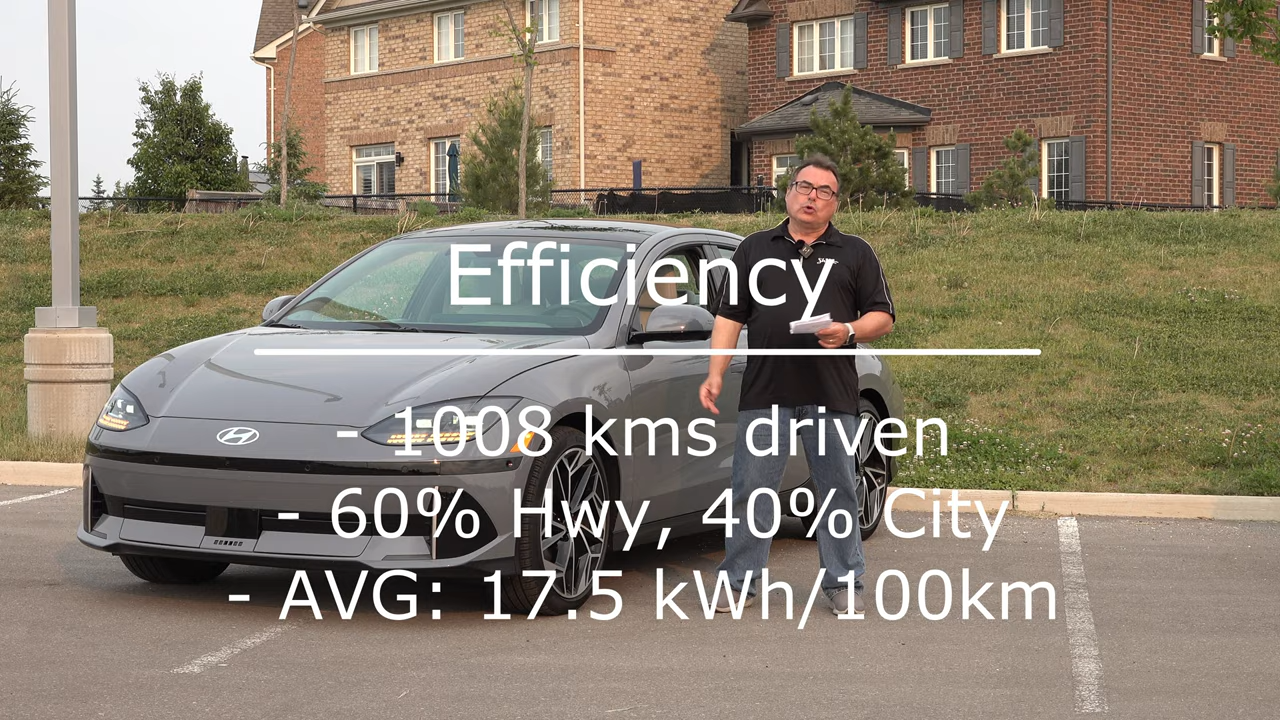 Efficiency
- 1008 kms driven
- 60% Hwy, 40% City
- AVG: 17.5 kWh/100km